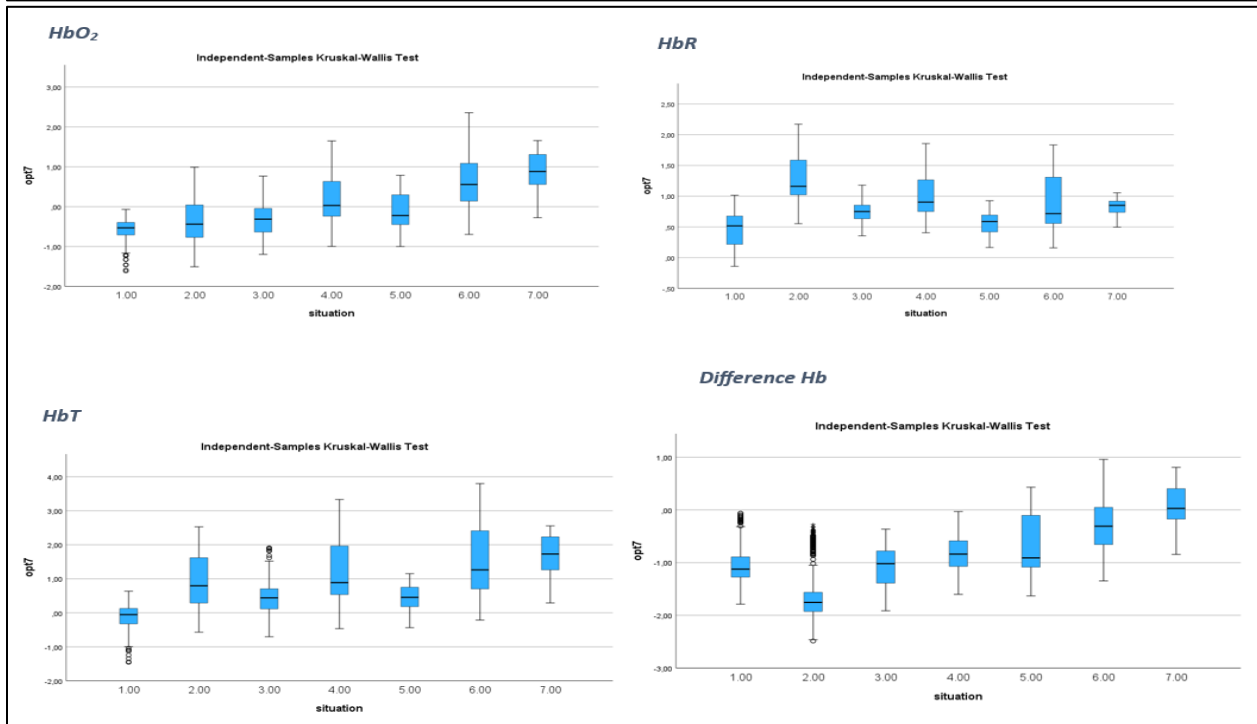 HbO₂
Independent-Samples Kruskal-Wallis Test
3,00
2,00
1,00
,00
-1,00
-2,00
opt7
1.00 2.00 3.00 4.00 5.00 6.00 7.00
situation
HbR
Independent-Samples Kruskal-Wallis Test
2,50
2,00
1,50
1,00
,50
,00
-,50
opt7
1.00 2.00 3.00 4.00 5.00 6.00 7.00
situation
HbT
Independent-Samples Kruskal-Wallis Test
4,00
3,00
2,00
1,00
,00
-1,00
-2,00
opt7
1.00 2.00 3.00 4.00 5.00 6.00 7.00
situation
Difference Hb
Independent-Samples Kruskal-Wallis Test
1,00
,00
-1,00
-2,00
-3,00
opt7
1.00 2.00 3.00 4.00 5.00 6.00 7.00
situation